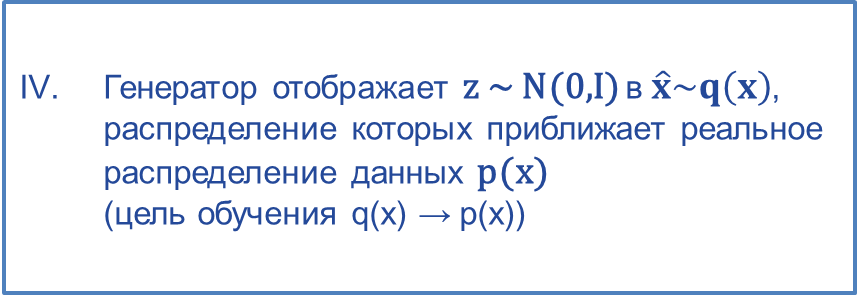 IV. Генератор отображает z ~ N(0,I) в x̂~q(x),
распределение которых приближает реальное
распределение данных p(x)
(цель обучения q(x) → p(x))